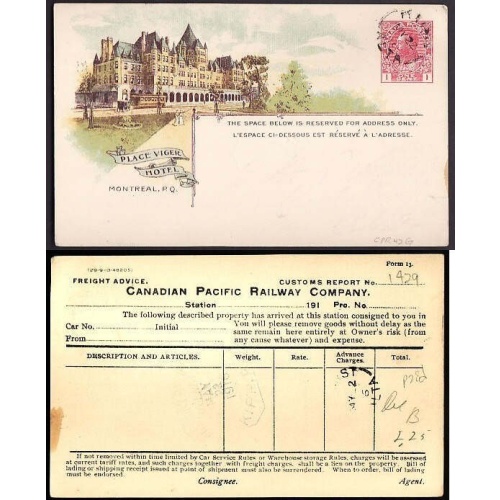 THE SPACE BELOW IS RESERVED FOR ADDRESS ONLY.
L'ESPACE CI-DESSOUS EST RÉSERVÉ A L'ADRESSE.
PLACE VIGER
HOTEL
MONTREAL, P.Q.
1 1
Form 13.
FREIGHT ADVICE. CUSTOMS REPORT No. 1429
CANADIAN PACIFIC RAILWAY COMPANY.
Station 191 Pro. No.
The following described property has arrived at this station consigned to you in
Car No. Initial You will please remove goods without delay as the
From same remain here entirely at Owner's risk (from
any cause whatever) and expense.
DESCRIPTION AND ARTICLES. Weight. Rate. Advance Charges. Total.
B
If not removed within time limited by Car Service Rules or Warehouse storage Rules, charges will be assessed
at current tariff rates, and such charges together with freight charges, shall be a lien on the property. Bill of
lading or shipping receipt issued at point of shipment must also be surrendered. When to order, bill of lading
must be endorsed.
Consignee. Agent.